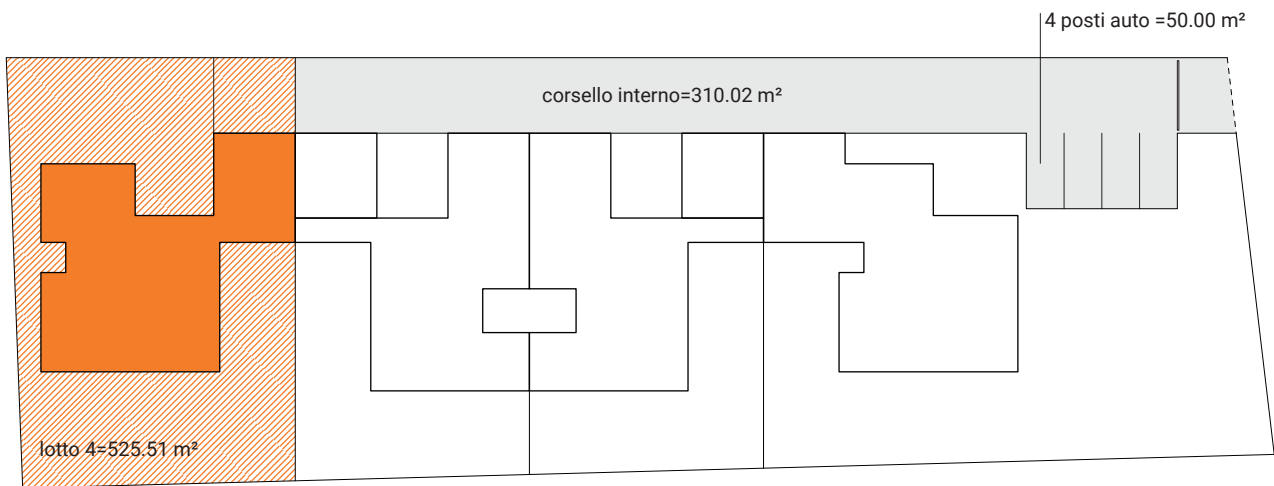 4 posti auto =50.00 m²
corsello interno=310.02 m²
lotto 4=525.51 m²